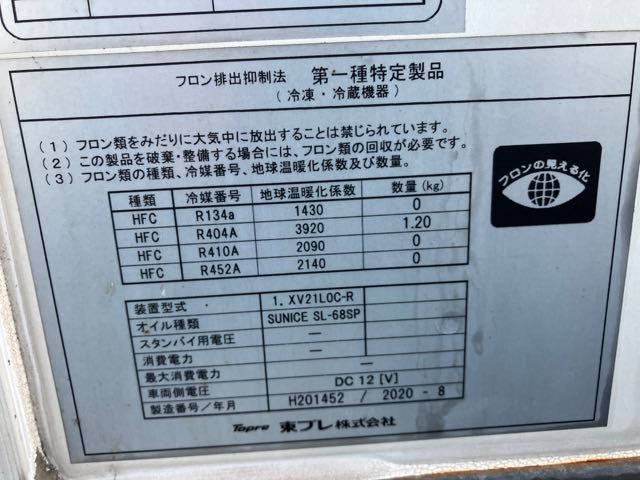 フロン排出抑制法 第一種特定製品
(冷凍・冷蔵機器)
(1) フロン類をみだりに大気中に放出することは禁じられています。
(2) この製品を破棄・整備する場合には、フロン類の回収が必要です。
(3) フロン類の種類、冷媒番号、地球温暖化係数及び数量。
フロンの見える化
種類 冷媒番号 地球温暖化係数 数量(kg)
HFC R134a 1430 0
HFC R404A 3920 1.20
HFC R410A 2090 0
HFC R452A 2140 0
装置型式 1. XV21LOC-R
オイル種類 SUNICE SL-68SP
スタンバイ用電圧 —
消費電力 —
最大消費電力 —
車両側電圧 DC 12 [V]
製造番号/年月 H201452 / 2020 - 8
Topre 東プレ株式会社